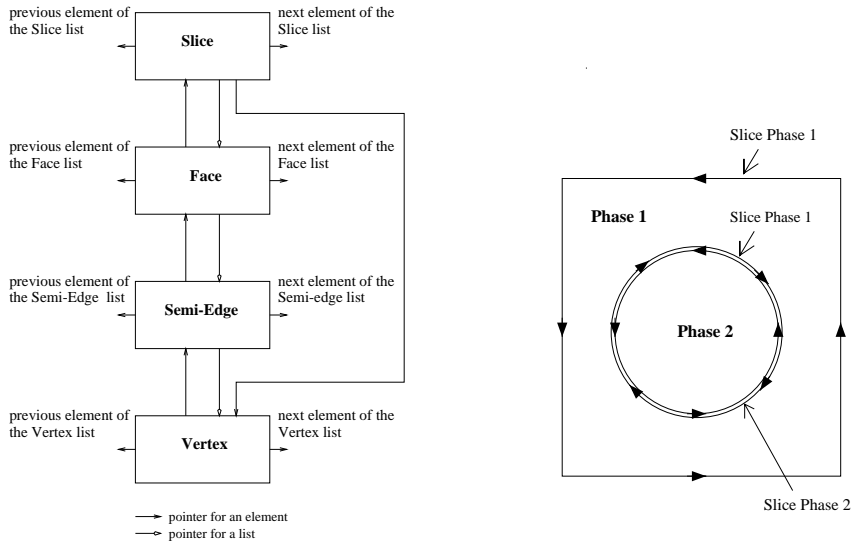 previous element of
the Slice list
Slice
next element of the
Slice list
previous element of
the Face list
Face
next element of the
Face list
previous element of
the Semi-Edge list
Semi-Edge
next element of the
Semi-edge list
previous element of
the Vertex list
Vertex
next element of the
Vertex list
pointer for an element
pointer for a list
Slice Phase 1
Phase 1
Slice Phase 1
Phase 2
Slice Phase 2